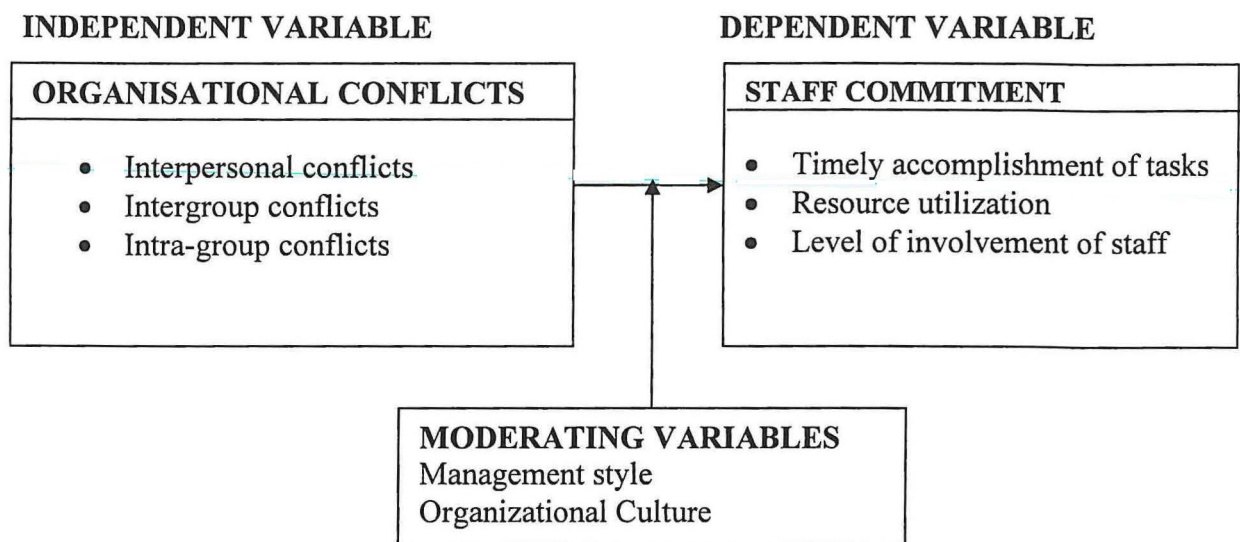 INDEPENDENT VARIABLE
ORGANISATIONAL CONFLICTS
• Interpersonal conflicts
• Intergroup conflicts
• Intra-group conflicts
DEPENDENT VARIABLE
STAFF COMMITMENT
• Timely accomplishment of tasks
• Resource utilization
• Level of involvement of staff
MODERATING VARIABLES
Management style
Organizational Culture